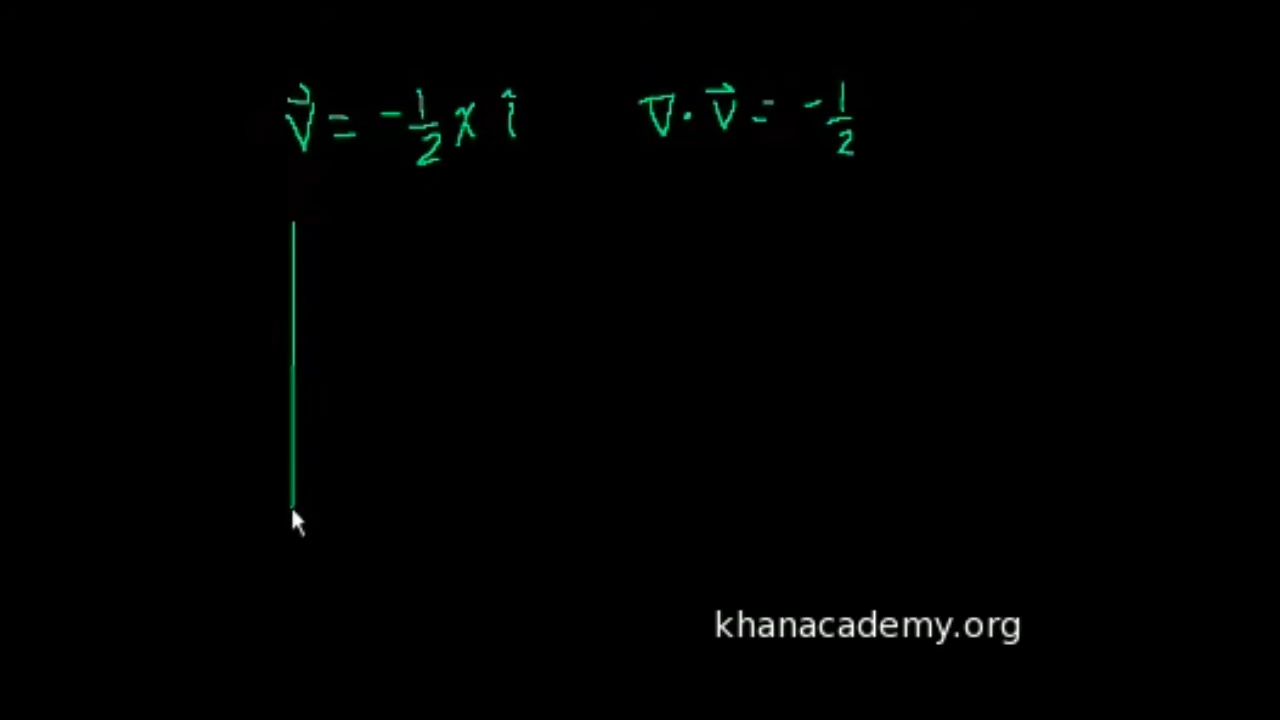 v⃗ = -1/2 x î ∇ · v⃗ = -1/2
khanacademy.org